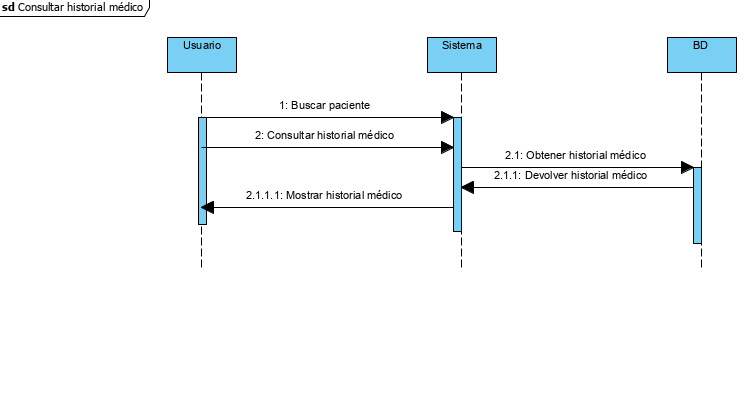 sd Consultar historial médico
Usuario
Sistema
BD
1: Buscar paciente
2: Consultar historial médico
2.1: Obtener historial médico
2.1.1: Devolver historial médico
2.1.1.1: Mostrar historial médico